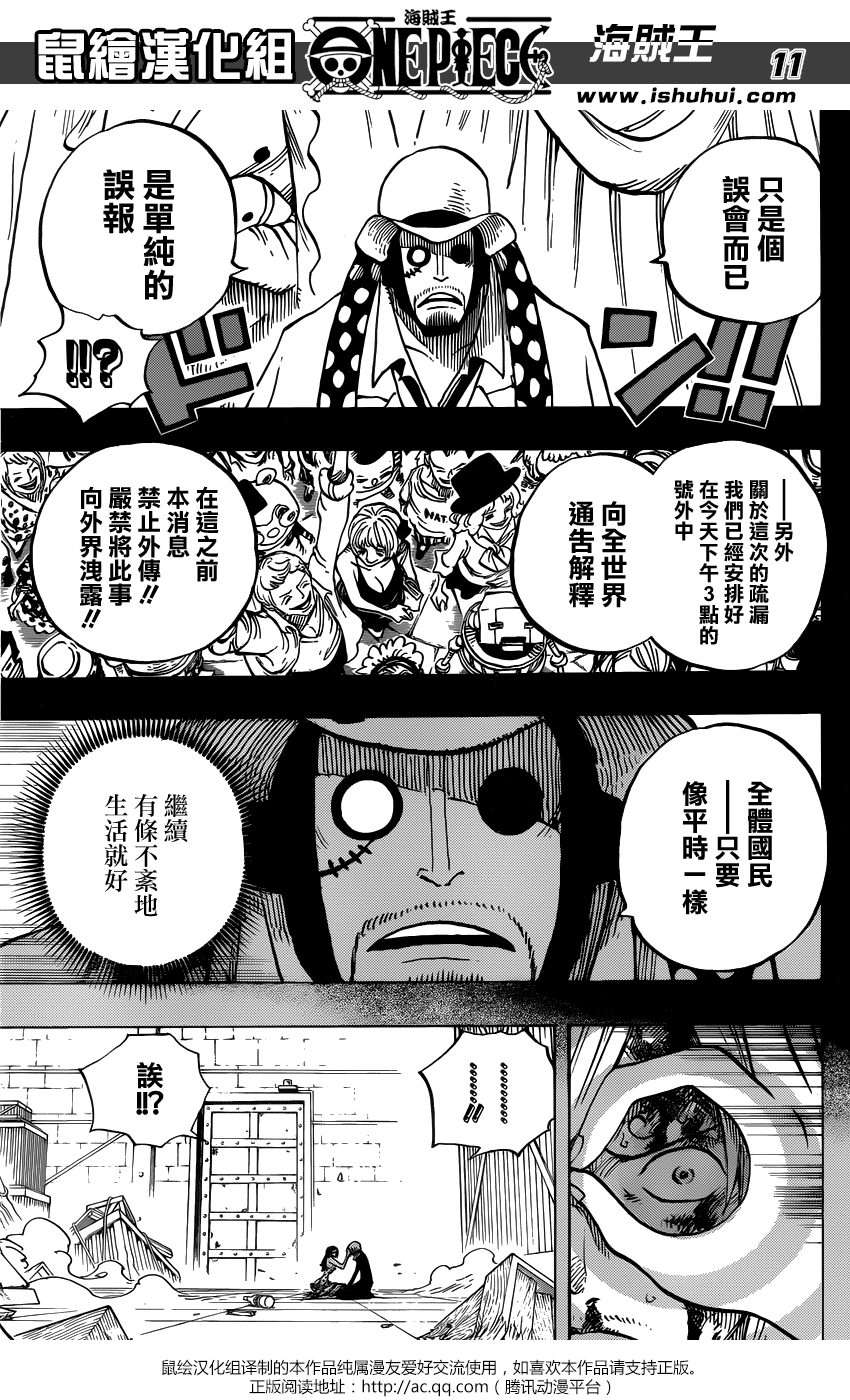 鼠繪漢化組
海賊王
ONE PIECE
海賊王
11
www.ishuhui.com
只是個
誤會而已
是單純的
誤報
!!?
ドン!!
——另外
關於這次的疏漏
我們已經安排好
在今天下午3點的
號外中
向全世界
通告解釋
NAT.
在這之前
本消息
禁止外傳!!
嚴禁將此事
向外界洩露!!
全體國民
——只要
像平時一樣
繼續
有條不紊地
生活就好
誒
!!?
鼠绘汉化组译制的本作品纯属漫友爱好交流使用，如喜欢本作品请支持正版。
正版阅读地址：http://ac.qq.com（腾讯动漫平台）